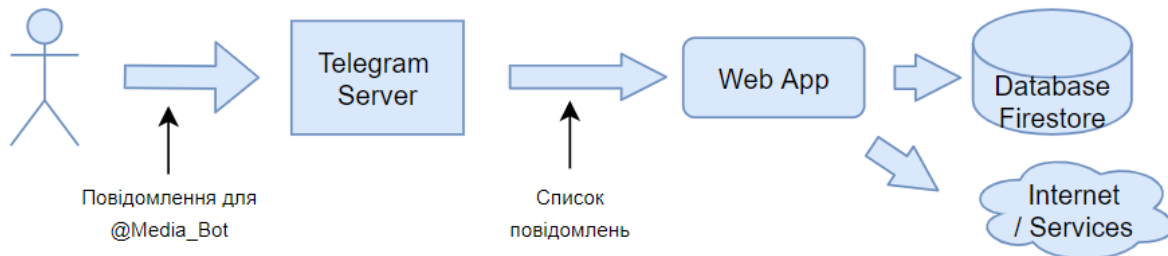 Telegram
Server
Web App
Database
Firestore
Повідомлення для
@Media_Bot
Список
повідомлень
Internet
/ Services